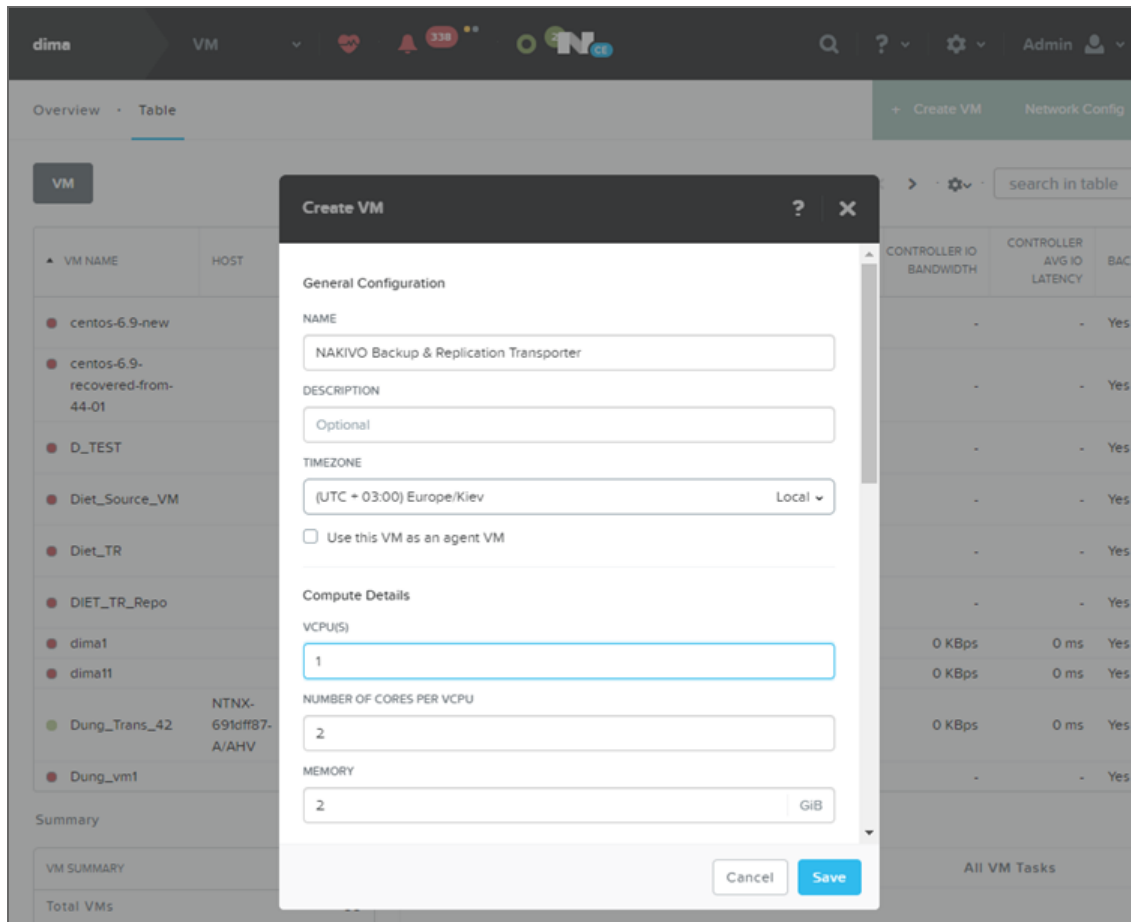 dima VM 338 N CE ? Admin
Overview · Table + Create VM Network Config
VM search in table
VM NAME HOST CONTROLLER IO BANDWIDTH CONTROLLER AVG IO LATENCY BAC
centos-6.9-new - - Yes
centos-6.9-
recovered-from-
44-01 - - Yes
D_TEST - - Yes
Diet_Source_VM - - Yes
Diet_TR - - Yes
DIET_TR_Repo - - Yes
dima1 0 KBps 0 ms Yes
dima11 0 KBps 0 ms Yes
Dung_Trans_42 NTNX-
691dff87-
A/AHV 0 KBps 0 ms Yes
Dung_vm1 - - Yes
Summary
VM SUMMARY All VM Tasks
Total VMs
Create VM ?
General Configuration
NAME
NAKIVO Backup & Replication Transporter
DESCRIPTION
Optional
TIMEZONE
(UTC + 03:00) Europe/Kiev Local
Use this VM as an agent VM
Compute Details
VCPU(S)
1
NUMBER OF CORES PER VCPU
2
MEMORY
2 GiB
Cancel Save